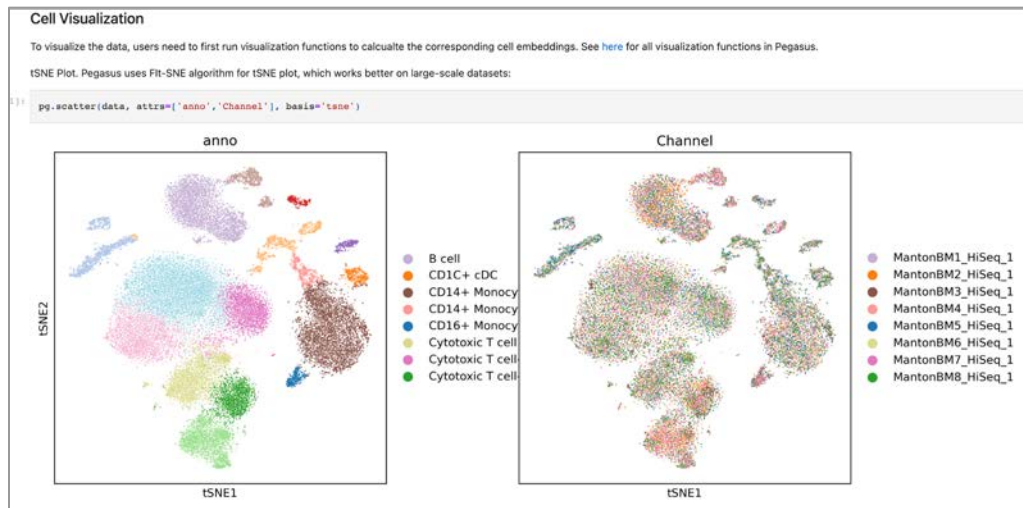 Cell Visualization
To visualize the data, users need to first run visualization functions to calcualte the corresponding cell embeddings. See here for all visualization functions in Pegasus.
tSNE Plot. Pegasus uses FIt-SNE algorithm for tSNE plot, which works better on large-scale datasets:
pg.scatter(data, attrs=['anno','Channel'], basis='tsne')
anno
tSNE2
B cell
CD1C+ cDC
CD14+ Monocy
CD14+ Monocy
CD16+ Monocy
Cytotoxic T cell
Cytotoxic T cell-
Cytotoxic T cell-
tSNE1
Channel
MantonBM1_HiSeq_1
MantonBM2_HiSeq_1
MantonBM3_HiSeq_1
MantonBM4_HiSeq_1
MantonBM5_HiSeq_1
MantonBM6_HiSeq_1
MantonBM7_HiSeq_1
MantonBM8_HiSeq_1
tSNE1